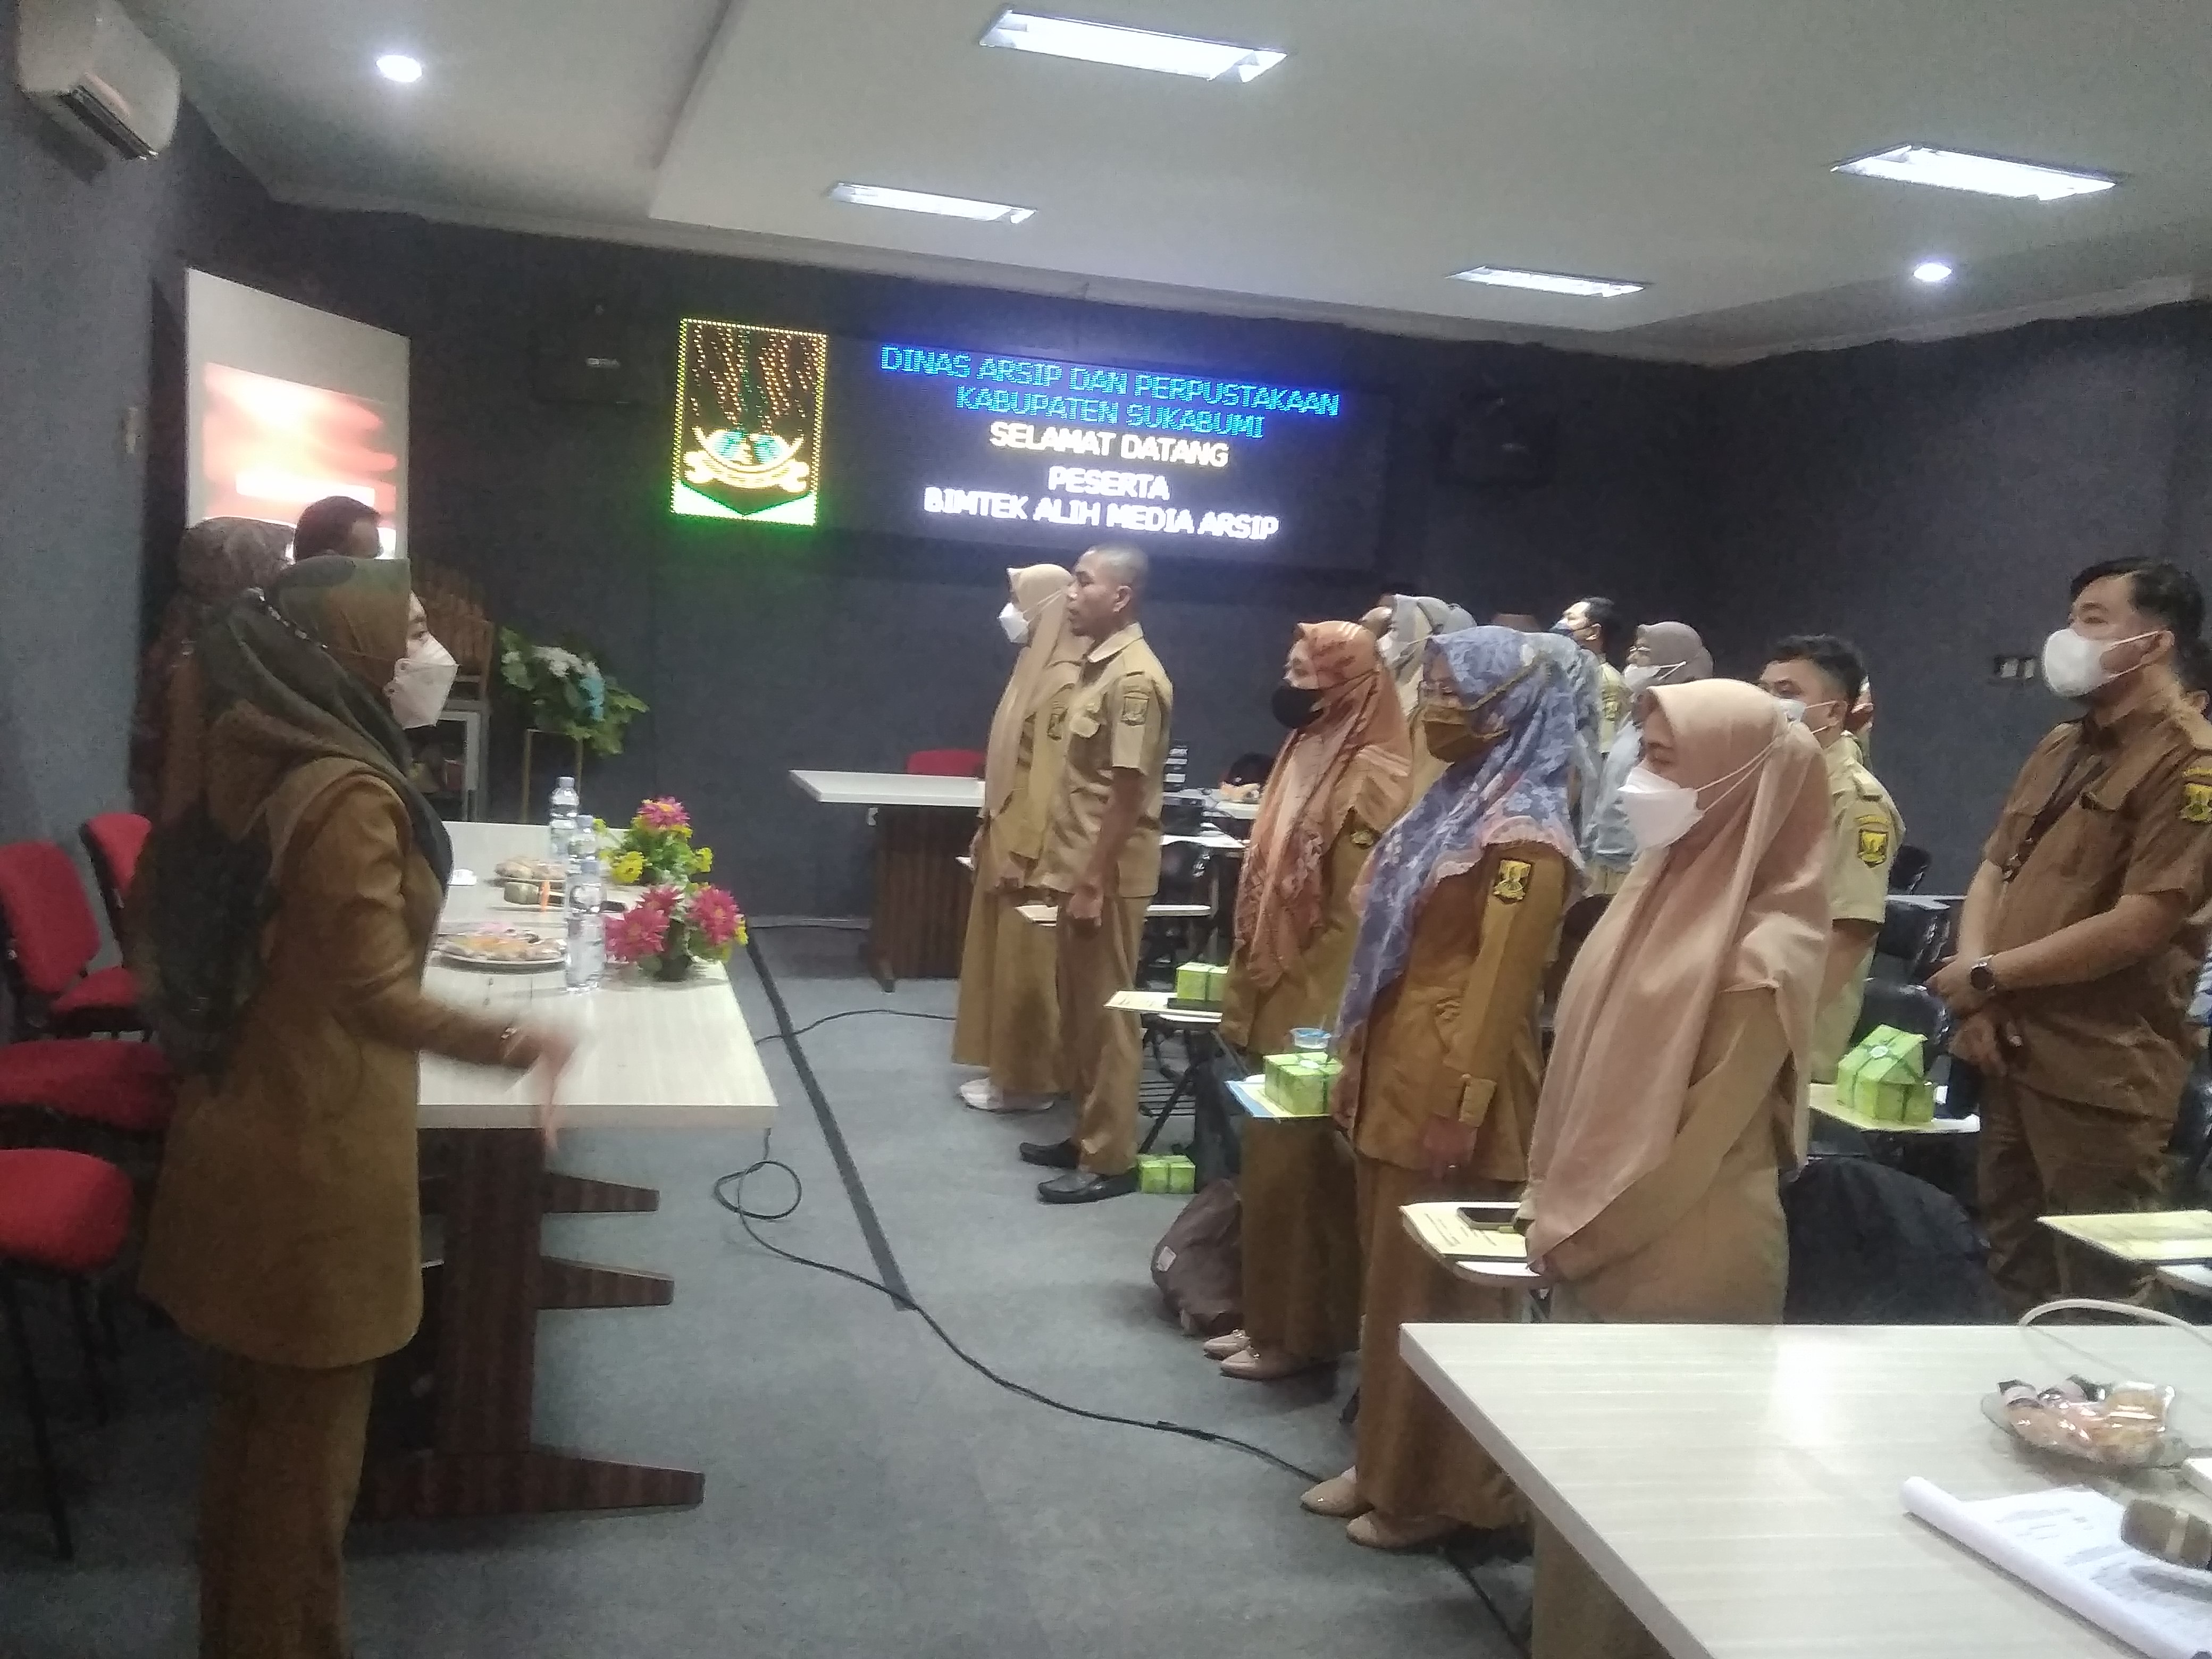 DINAS ARSIP DAN PERPUSTAKAAN
KABUPATEN SUKABUMI
SELAMAT DATANG
PESERTA
BIMTEK ALIH MEDIA ARSIP